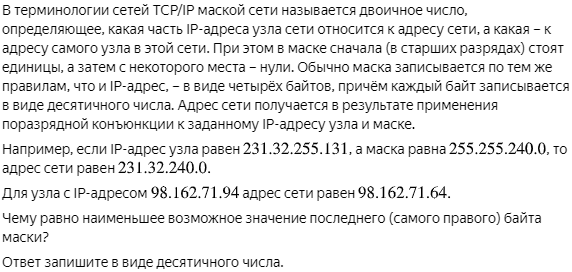 В терминологии сетей TCP/IP маской сети называется двоичное число,
определяющее, какая часть IP-адреса узла сети относится к адресу сети, а какая – к
адресу самого узла в этой сети. При этом в маске сначала (в старших разрядах) стоят
единицы, а затем с некоторого места – нули. Обычно маска записывается по тем же
правилам, что и IP-адрес, – в виде четырёх байтов, причём каждый байт записывается
в виде десятичного числа. Адрес сети получается в результате применения
поразрядной конъюнкции к заданному IP-адресу узла и маске.
Например, если IP-адрес узла равен 231.32.255.131, а маска равна 255.255.240.0, то
адрес сети равен 231.32.240.0.
Для узла с IP-адресом 98.162.71.94 адрес сети равен 98.162.71.64.
Чему равно наименьшее возможное значение последнего (самого правого) байта
маски?
Ответ запишите в виде десятичного числа.